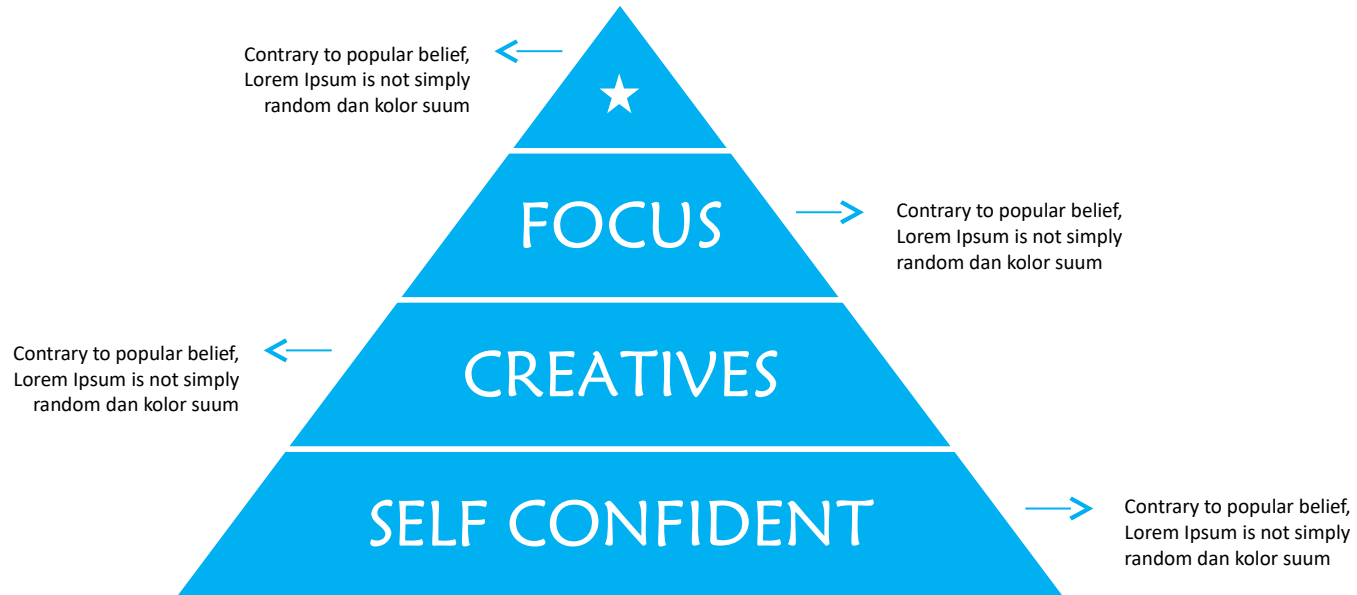 Contrary to popular belief,
Lorem Ipsum is not simply
random dan kolor suum
FOCUS
Contrary to popular belief,
Lorem Ipsum is not simply
random dan kolor suum
Contrary to popular belief,
Lorem Ipsum is not simply
random dan kolor suum
CREATIVES
SELF CONFIDENT
Contrary to popular belief,
Lorem Ipsum is not simply
random dan kolor suum